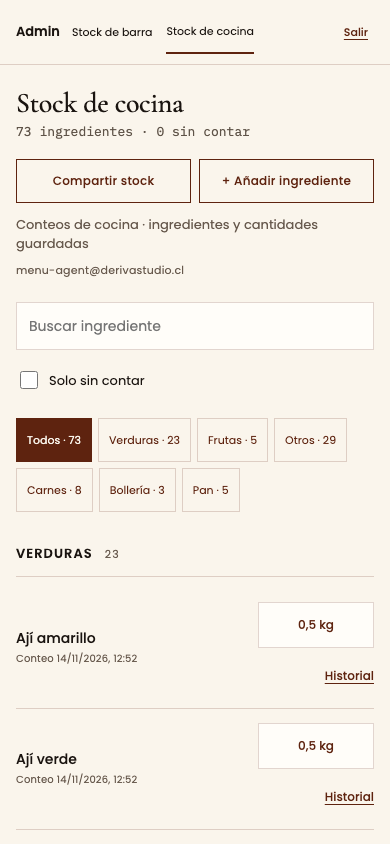 Admin Stock de barra Stock de cocina Salir
Stock de cocina
73 ingredientes · 0 sin contar
Compartir stock + Añadir ingrediente
Conteos de cocina · ingredientes y cantidades
guardadas
menu-agent@derivastudio.cl
Buscar ingrediente
Solo sin contar
Todos · 73 Verduras · 23 Frutas · 5 Otros · 29
Carnes · 8 Bollería · 3 Pan · 5
VERDURAS 23
0,5 kg
Ají amarillo
Conteo 14/11/2026, 12:52
Historial
0,5 kg
Ají verde
Conteo 14/11/2026, 12:52
Historial